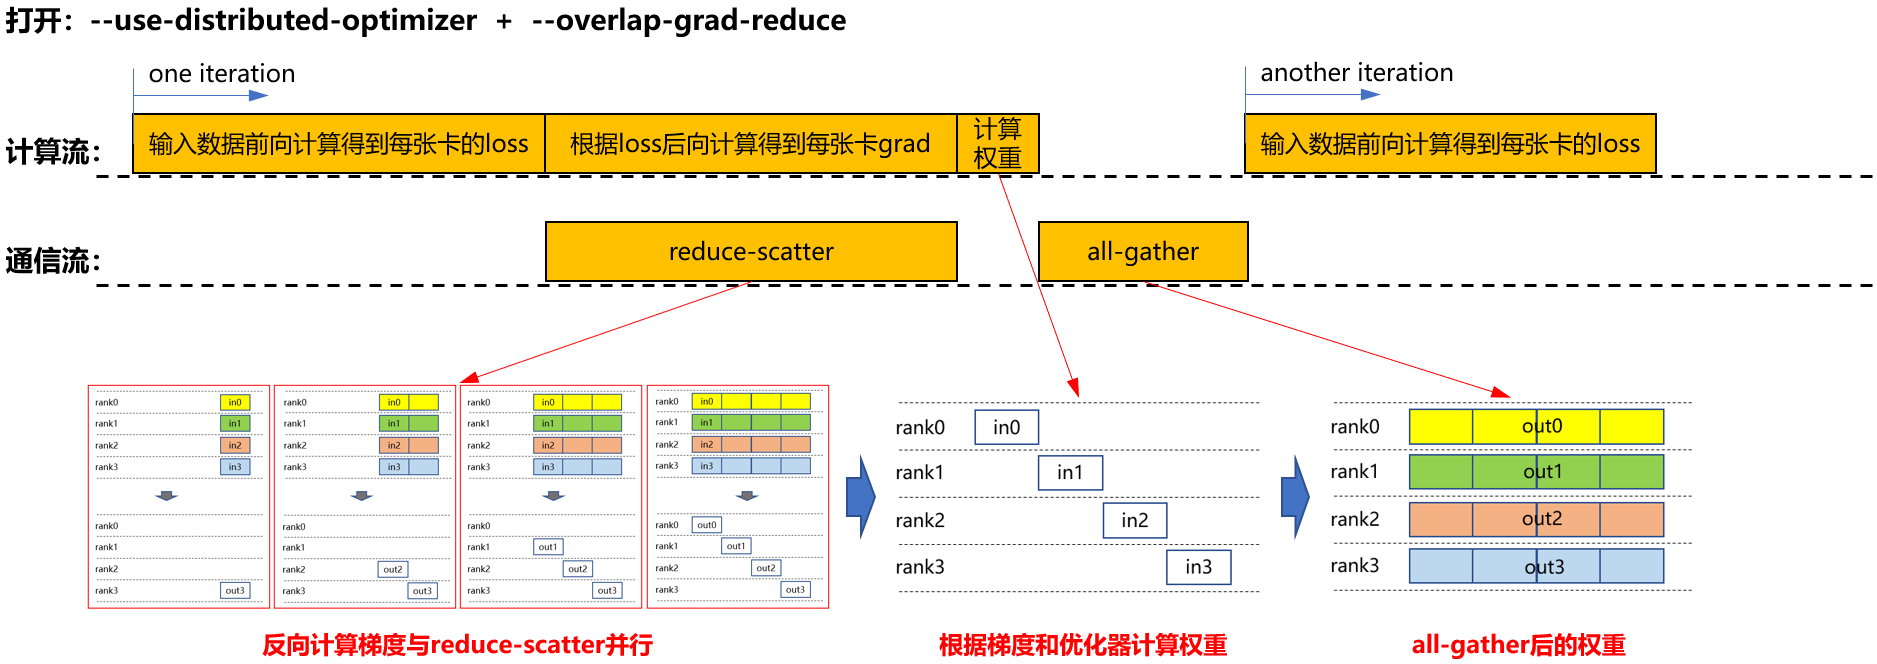 打开：--use-distributed-optimizer + --overlap-grad-reduce
one iteration
another iteration
计算流：
输入数据前向计算得到每张卡的loss
根据loss后向计算得到每张卡grad
计算
权重
输入数据前向计算得到每张卡的loss
通信流：
reduce-scatter
all-gather
rank0 in0
rank1 in1
rank2 in2
rank3 in3
rank0
rank1
rank2
rank3 out3
rank0 in0
rank1 in1
rank2 in2
rank3 in3
rank0
rank1
rank2 out2
rank3 out3
rank0 in0
rank1 in1
rank2 in2
rank3 in3
rank0
rank1 out1
rank2 out2
rank3 out3
rank0 in0
rank1 in1
rank2 in2
rank3 in3
rank0 out0
rank1 out1
rank2 out2
rank3 out3
rank0 in0
rank1 in1
rank2 in2
rank3 in3
rank0 out0
rank1 out1
rank2 out2
rank3 out3
反向计算梯度与reduce-scatter并行
根据梯度和优化器计算权重
all-gather后的权重